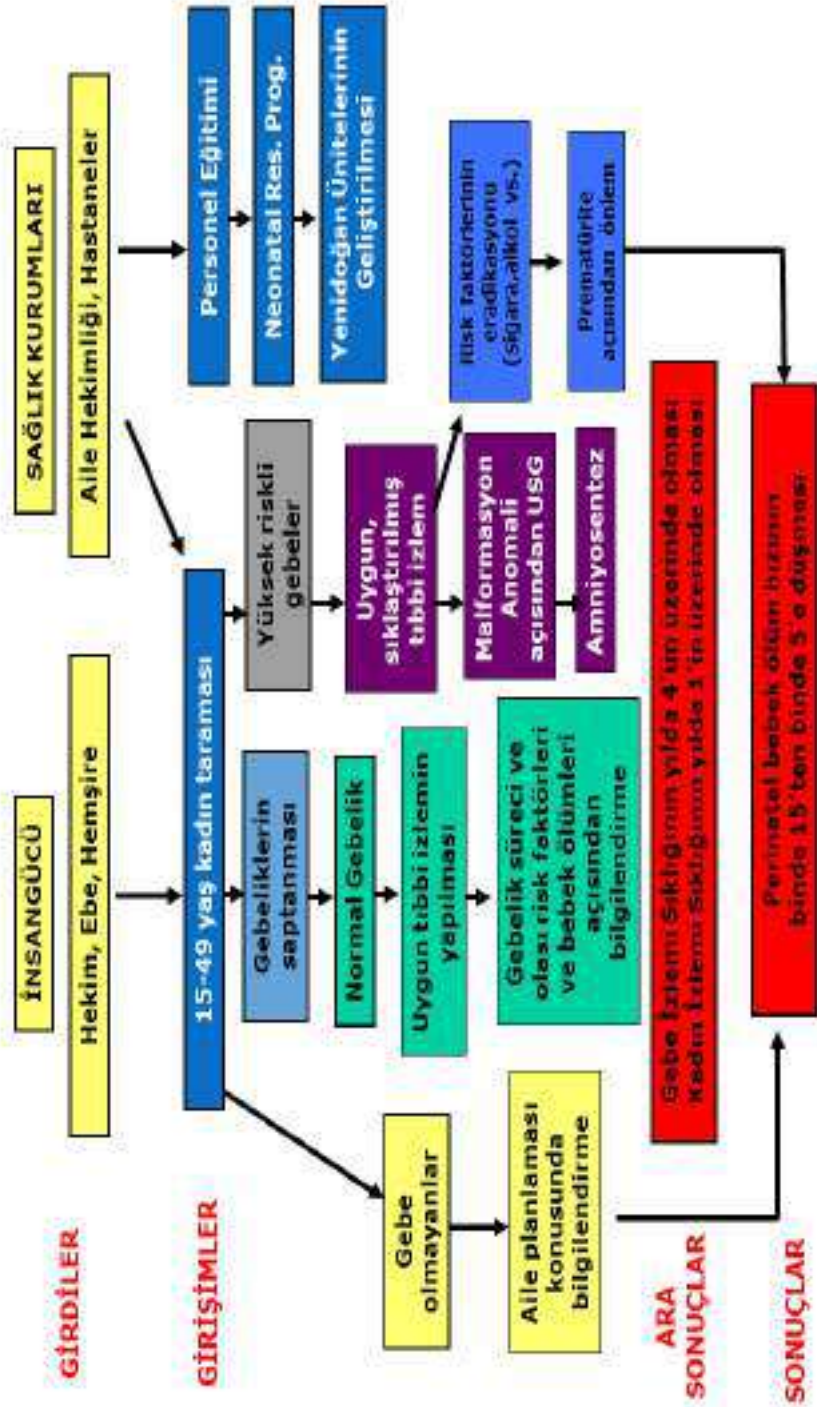 GİRDİLER
İNSANGÜCÜ
Hekim, Ebe, Hemşire
SAĞLIK KURUMLARI
Aile Hekimliği, Hastaneler
GİRİŞİMLER
15-49 yaş kadın taraması
Gebe
olmayanlar
Aile planlaması
konusunda
bilgilendirme
Gebeliklerin
saptanması
Normal Gebelik
Uygun tıbbi izlemin
yapılması
Gebelik süreci ve
olası risk faktörleri
ve bebek ölümleri
açısından
bilgilendirme
Yüksek riskli
gebeler
Uygun,
sıklaştırılmış
tıbbi izlem
Malformasyon
Anomali
açısından USG
Amniyosentez
Personel Eğitimi
Neonatal Res. Prog.
Yenidoğan Ünitelerinin
Geliştirilmesi
Risk faktörlerinin
eradikasyonu
(sigara,alkol vs.)
Prematürite
açısından önlem
ARA
SONUÇLAR
Gebe İzlemi Sıklığının yılda 4'ün üzerinde olması
Kadın İzlemi Sıklığının yılda 1'in üzerinde olması
SONUÇLAR
Perinatal bebek ölüm hızının
binde 15'ten binde 5'e düşmesi